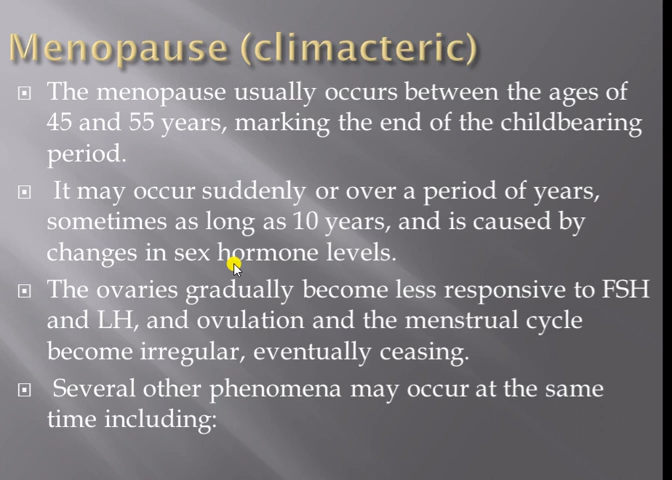 Menopause (climacteric)
The menopause usually occurs between the ages of
45 and 55 years, marking the end of the childbearing
period.
It may occur suddenly or over a period of years,
sometimes as long as 10 years, and is caused by
changes in sex hormone levels.
The ovaries gradually become less responsive to FSH
and LH, and ovulation and the menstrual cycle
become irregular, eventually ceasing.
Several other phenomena may occur at the same
time including: